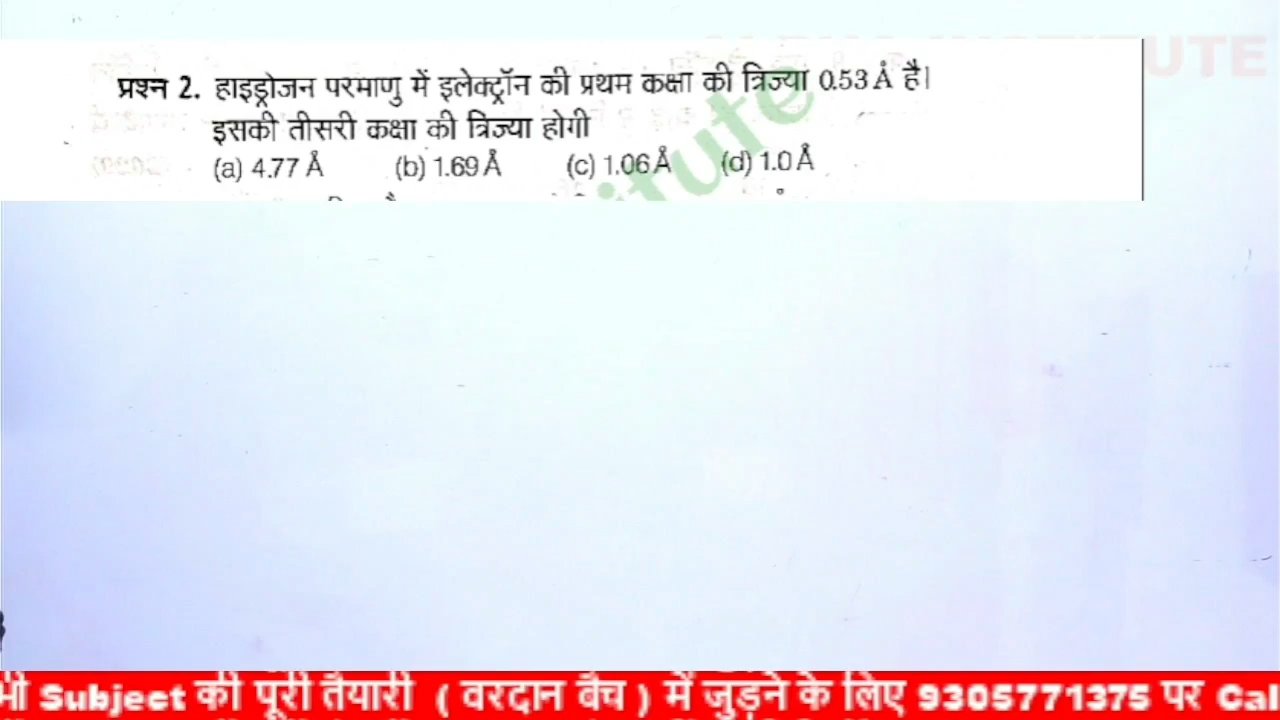 प्रश्न 2. हाइड्रोजन परमाणु में इलेक्ट्रॉन की प्रथम कक्षा की त्रिज्या 0.53 Å है।
इसकी तीसरी कक्षा की त्रिज्या होगी
(a) 4.77 Å (b) 1.69 Å (c) 1.06 Å (d) 1.0 Å
भी Subject की पूरी तैयारी ( वरदान बैच ) में जुड़ने के लिए 9305771375 पर Cal